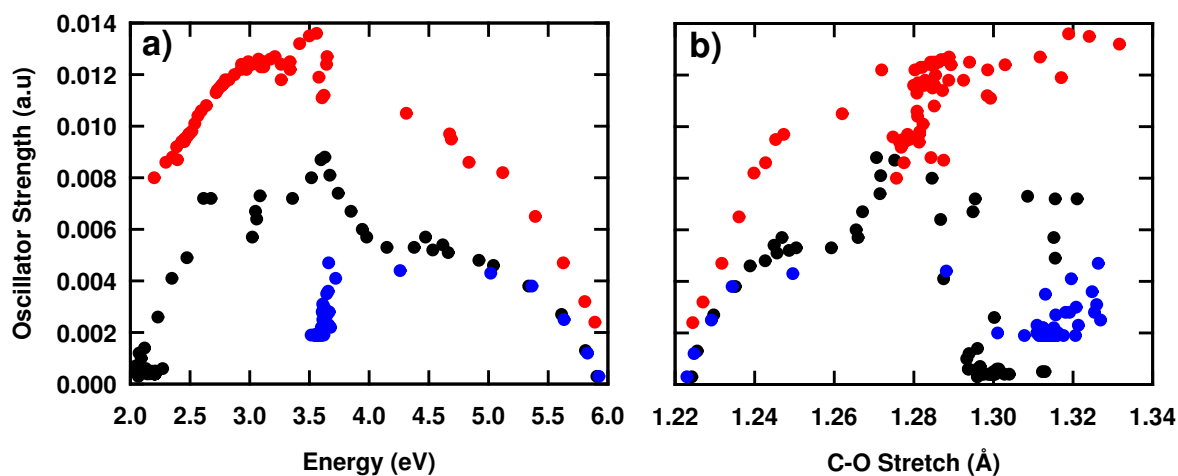 a)
b)
Oscillator Strength (a.u)
0.014
0.012
0.010
0.008
0.006
0.004
0.002
0.000
2.0 2.5 3.0 3.5 4.0 4.5 5.0 5.5 6.0
1.22 1.24 1.26 1.28 1.30 1.32 1.34
Energy (eV)
C-O Stretch (Å)